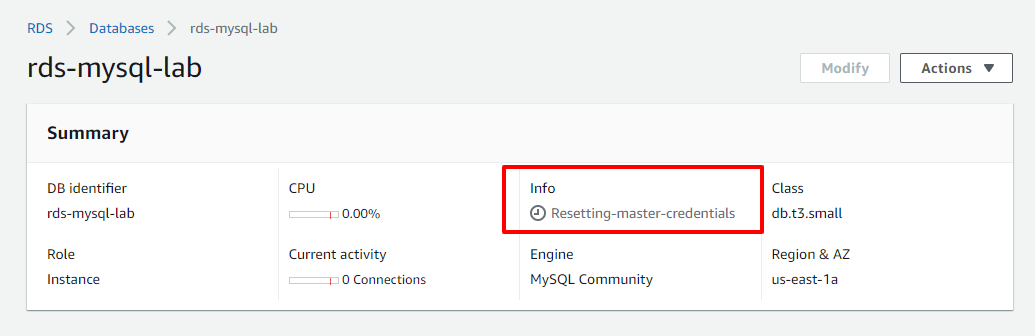 RDS > Databases > rds-mysql-lab
rds-mysql-lab
Modify
Actions
Summary
DB identifier
rds-mysql-lab
CPU
0.00%
Info
Resetting-master-credentials
Class
db.t3.small
Role
Instance
Current activity
0 Connections
Engine
MySQL Community
Region & AZ
us-east-1a